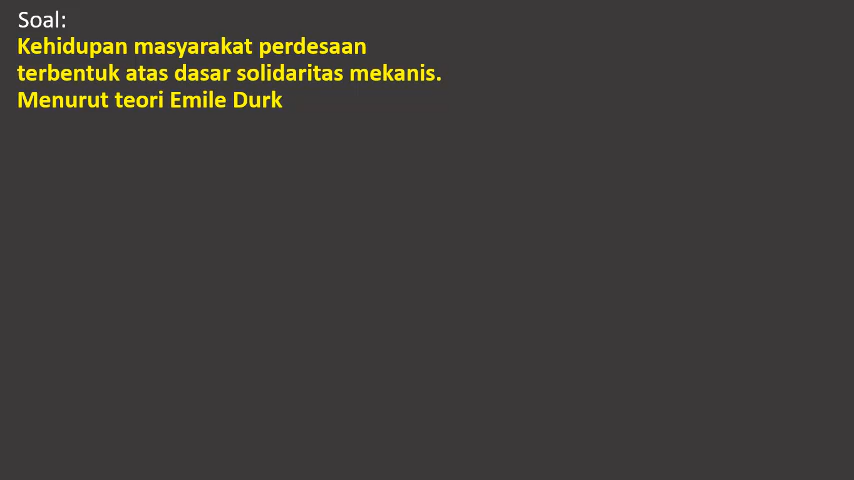 Soal:
Kehidupan masyarakat perdesaan
terbentuk atas dasar solidaritas mekanis.
Menurut teori Emile Durk